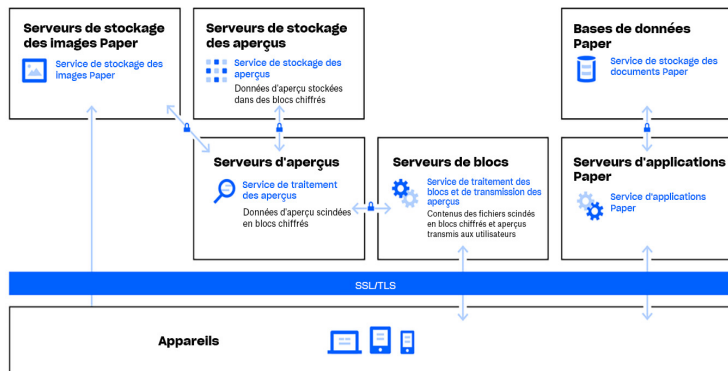 Serveurs de stockage
des images Paper
Service de stockage des
images Paper
Serveurs de stockage
des aperçus
Service de stockage des
aperçus
Données d'aperçu stockées
dans des blocs chiffrés
Bases de données
Paper
Service de stockage des
documents Paper
Serveurs d'aperçus
Service de traitement
des aperçus
Données d'aperçu scindées
en blocs chiffrés
Serveurs de blocs
Service de traitement des
blocs et de transmission des
aperçus
Contenus des fichiers scindés
en blocs chiffrés et aperçus
transmis aux utilisateurs
Serveurs d'applications
Paper
Service d'applications
Paper
SSL/TLS
Appareils